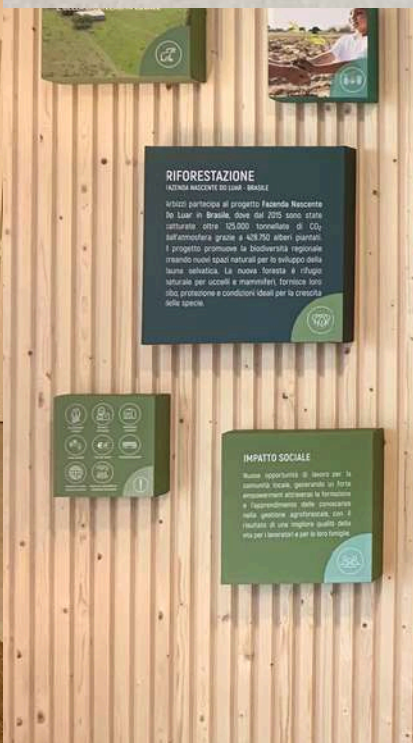 RIFORESTAZIONE
FAZENDA NASCENTE DO LUAR - BRASILE
Arbizzi partecipa al progetto Fazenda Nascente
Do Luar in Brasile, dove dal 2015 sono state
catturate oltre 125.000 tonnellate di CO₂
dall'atmosfera grazie a 428.750 alberi piantati.
Il progetto promuove la biodiversità regionale
creando nuovi spazi naturali per lo sviluppo della
fauna selvatica. La nuova foresta è rifugio
naturale per uccelli e mammiferi, fornisce loro
cibo, protezione e condizioni ideali per la crescita
delle specie.
IMPATTO SOCIALE
Nuove opportunità di lavoro per la
comunità locale, generando un forte
empowerment attraverso la formazione
e l'apprendimento delle conoscenze
nella gestione agroforestale, con il
risultato di una migliore qualità della
vita per i lavoratori e per le loro famiglie.